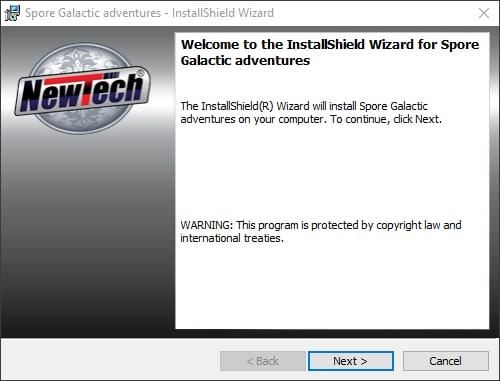 Spore Galactic adventures - InstallShield Wizard
NewTech®
Welcome to the InstallShield Wizard for Spore
Galactic adventures
The InstallShield(R) Wizard will install Spore Galactic
adventures on your computer. To continue, click Next.
WARNING: This program is protected by copyright law and
international treaties.
< Back
Next >
Cancel